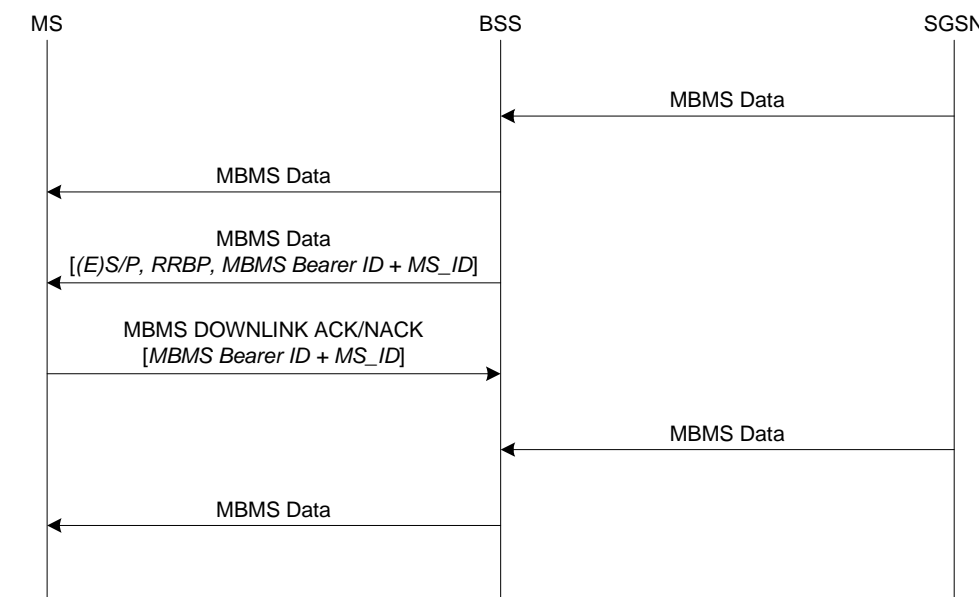 MS
BSS
SGSN
MBMS Data
MBMS Data
MBMS Data
[(E)S/P, RRBP, MBMS Bearer ID + MS_ID]
MBMS DOWNLINK ACK/NACK
[MBMS Bearer ID + MS_ID]
MBMS Data
MBMS Data